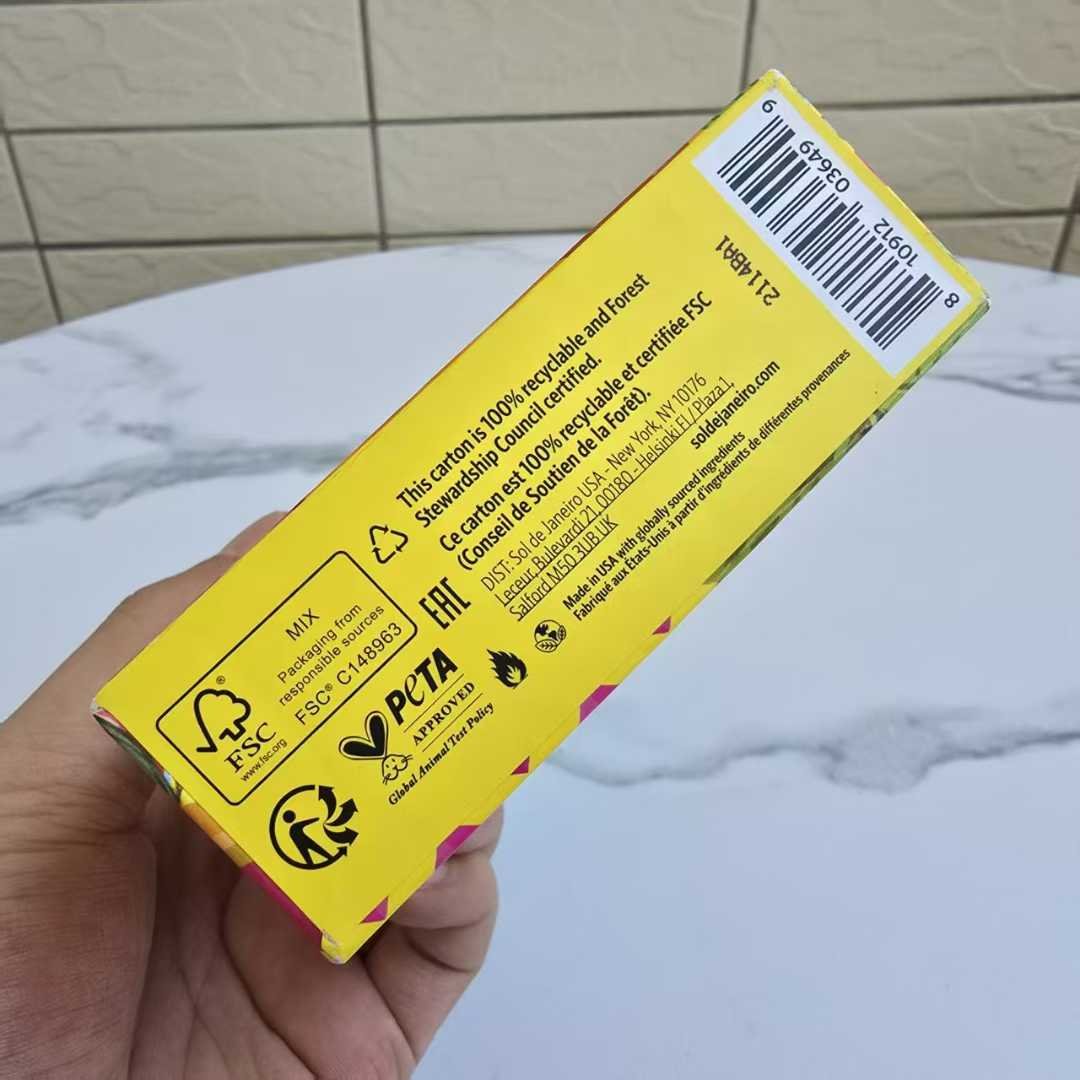 This carton is 100% recyclable and Forest
Stewardship Council certified.
Ce carton est 100% recyclable et certifiée FSC
(Conseil de Soutien de la Forêt).
DIST: Sol de Janeiro USA - New York, NY 10176
Leceur, Bulevardi 21, 00180 - Helsinki FI / Plaza 1,
Salford M50 3UB UK
soldejaneiro.com
Made in USA with globally sourced ingredients
Fabriqué aux États-Unis à partir d'ingrédients de différentes provenances
2114BA1
8 10912 03649 9
EAC
MIX
Packaging from
responsible sources
FSC® C148963
®
FSC
www.fsc.org
PETA
APPROVED
Global Animal Test Policy